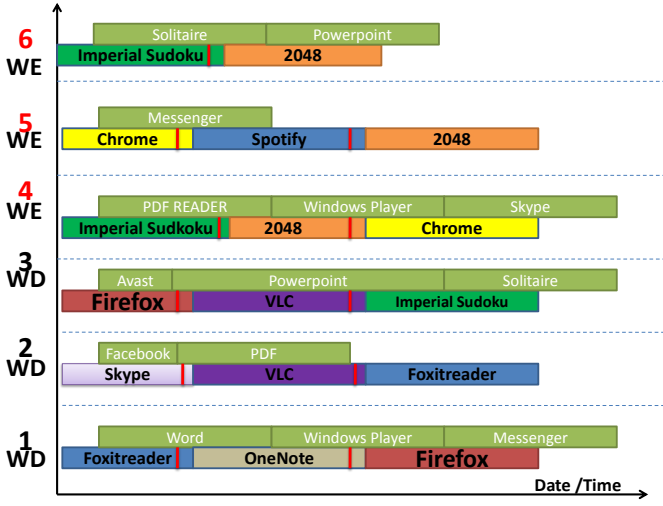 6
WE
Solitaire
Powerpoint
Imperial Sudoku
2048
5
WE
Messenger
Chrome
Spotify
2048
4
WE
PDF READER
Windows Player
Skype
Imperial Sudkoku
2048
Chrome
3
WD
Avast
Powerpoint
Solitaire
Firefox
VLC
Imperial Sudoku
2
WD
Facebook
PDF
Skype
VLC
Foxitreader
1
WD
Word
Windows Player
Messenger
Foxitreader
OneNote
Firefox
Date /Time